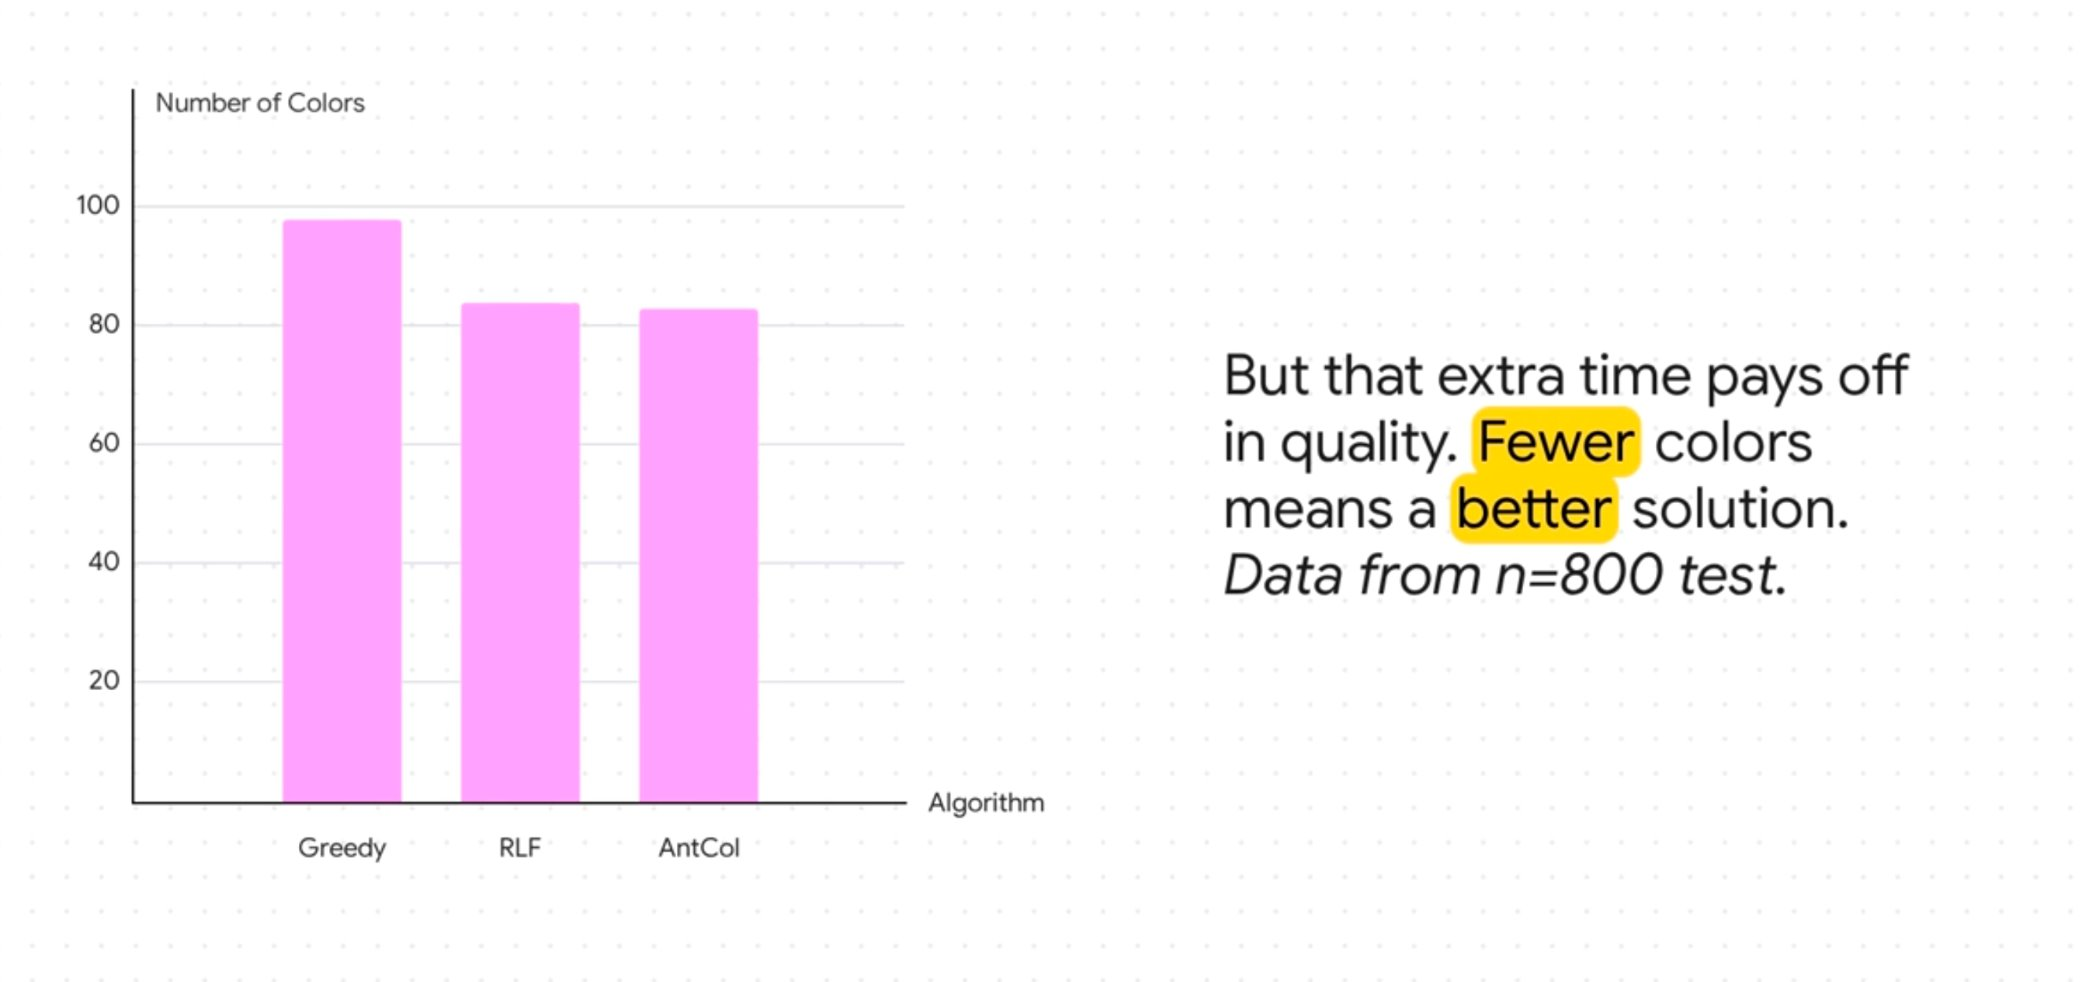 Number of Colors
100
80
60
40
20
Greedy
RLF
AntCol
Algorithm
But that extra time pays off
in quality. Fewer colors
means a better solution.
Data from n=800 test.